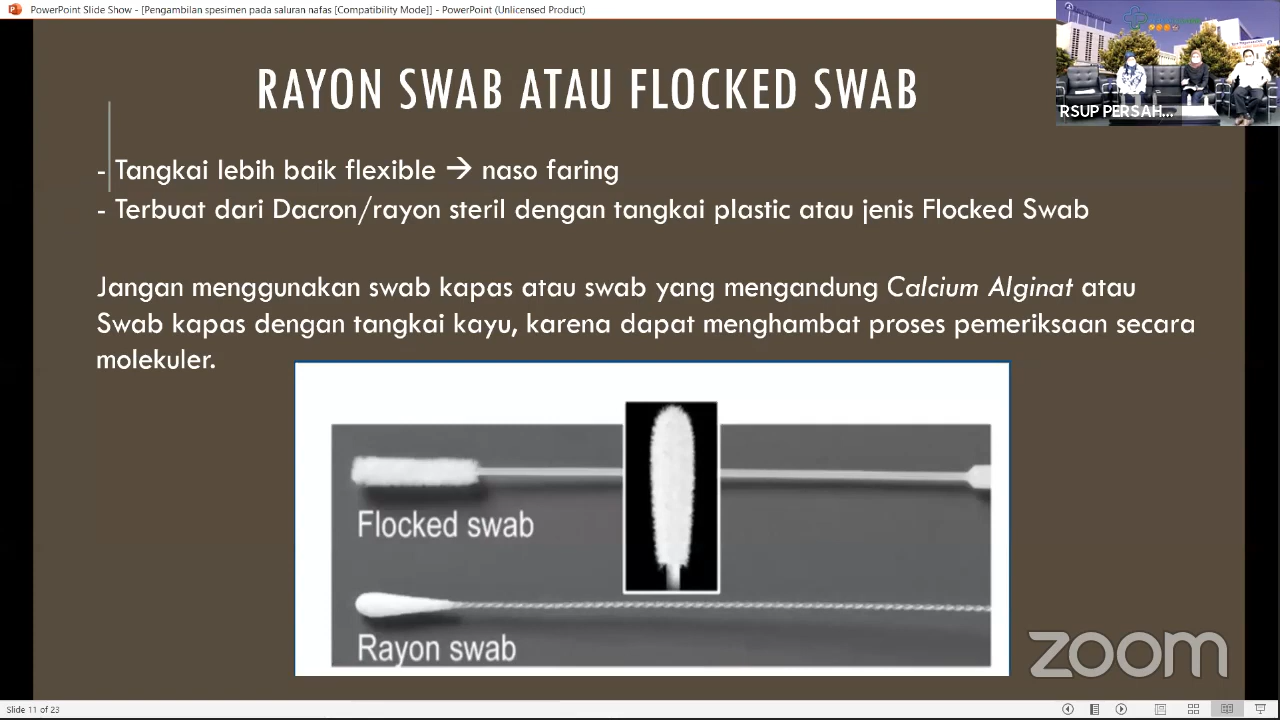 PowerPoint Slide Show - [Pengambilan spesimen pada saluran nafas [Compatibility Mode]] - PowerPoint (Unlicensed Product)
RAYON SWAB ATAU FLOCKED SWAB
RSUP PERSAH...
- Tangkai lebih baik flexible → naso faring
- Terbuat dari Dacron/rayon steril dengan tangkai plastic atau jenis Flocked Swab
Jangan menggunakan swab kapas atau swab yang mengandung Calcium Alginat atau
Swab kapas dengan tangkai kayu, karena dapat menghambat proses pemeriksaan secara
molekuler.
Flocked swab
Rayon swab
zoom
Slide 11 of 23